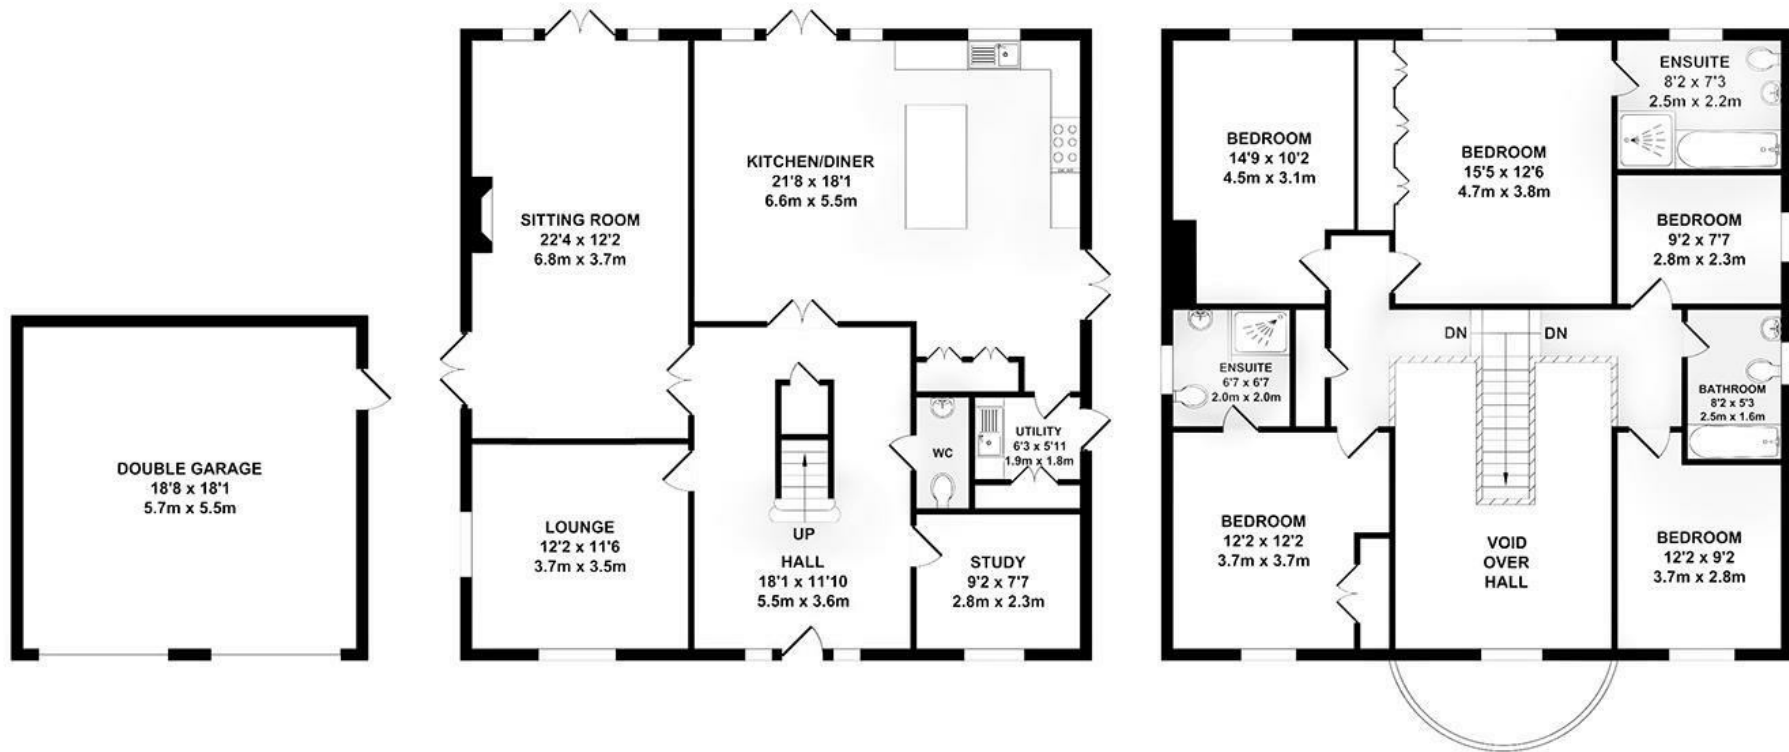 DOUBLE GARAGE
18'8 x 18'1
5.7m x 5.5m
SITTING ROOM
22'4 x 12'2
6.8m x 3.7m
KITCHEN/DINER
21'8 x 18'1
6.6m x 5.5m
LOUNGE
12'2 x 11'6
3.7m x 3.5m
UP
HALL
18'1 x 11'10
5.5m x 3.6m
WC
UTILITY
6'3 x 5'11
1.9m x 1.8m
STUDY
9'2 x 7'7
2.8m x 2.3m
BEDROOM
14'9 x 10'2
4.5m x 3.1m
BEDROOM
15'5 x 12'6
4.7m x 3.8m
ENSUITE
8'2 x 7'3
2.5m x 2.2m
BEDROOM
9'2 x 7'7
2.8m x 2.3m
ENSUITE
6'7 x 6'7
2.0m x 2.0m
DN
DN
BATHROOM
8'2 x 5'3
2.5m x 1.6m
BEDROOM
12'2 x 12'2
3.7m x 3.7m
VOID
OVER
HALL
BEDROOM
12'2 x 9'2
3.7m x 2.8m